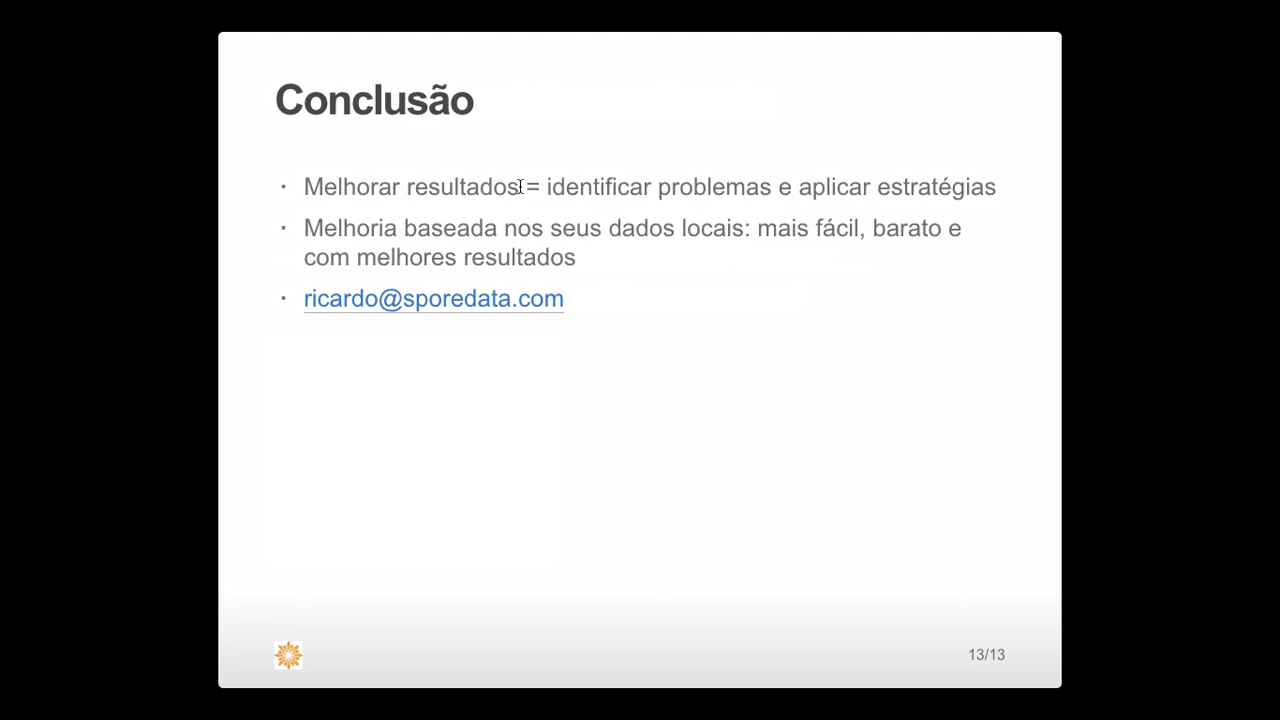 Conclusão
· Melhorar resultados = identificar problemas e aplicar estratégias
· Melhoria baseada nos seus dados locais: mais fácil, barato e
com melhores resultados
· ricardo@sporedata.com
13/13